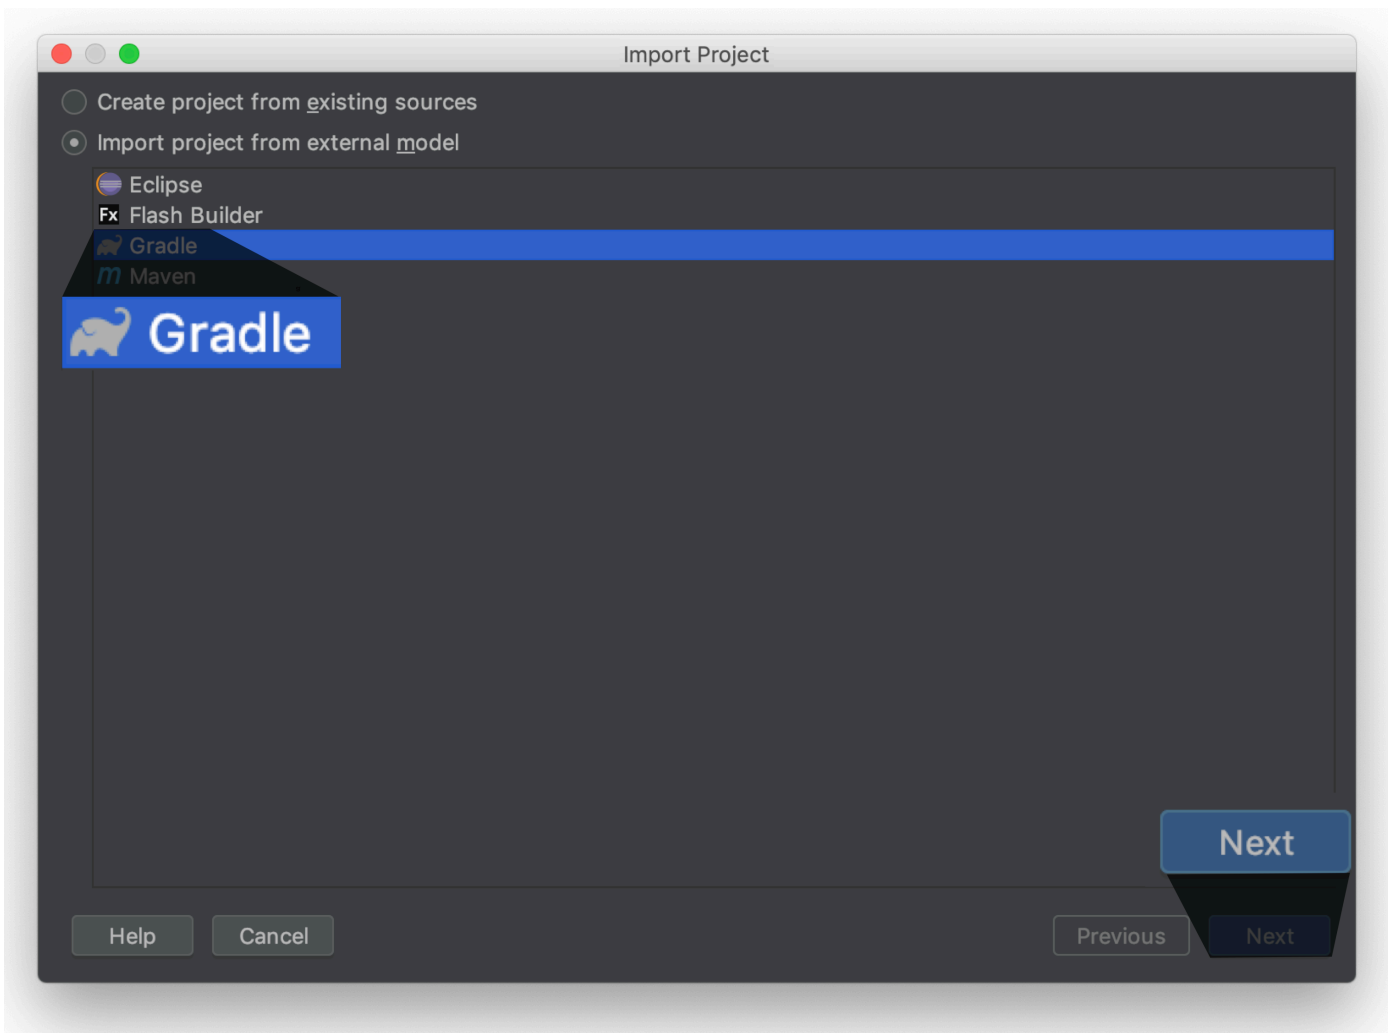 Import Project
Create project from existing sources
Import project from external model
Eclipse
Fx Flash Builder
Gradle
m Maven
Gradle
Next
Help Cancel Previous Next